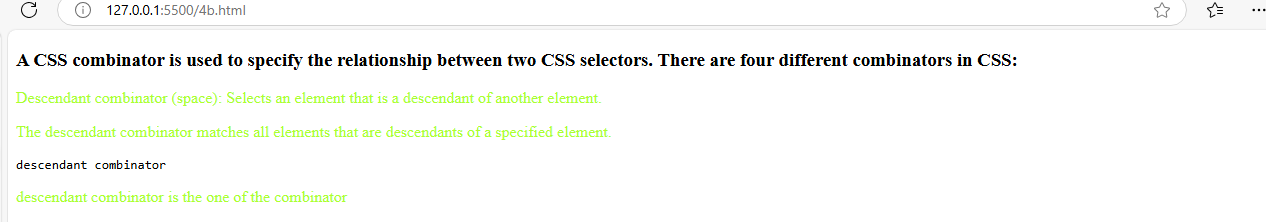 127.0.0.1:5500/4b.html
A CSS combinator is used to specify the relationship between two CSS selectors. There are four different combinators in CSS:
Descendant combinator (space): Selects an element that is a descendant of another element.
The descendant combinator matches all elements that are descendants of a specified element.
descendant combinator
descendant combinator is the one of the combinator